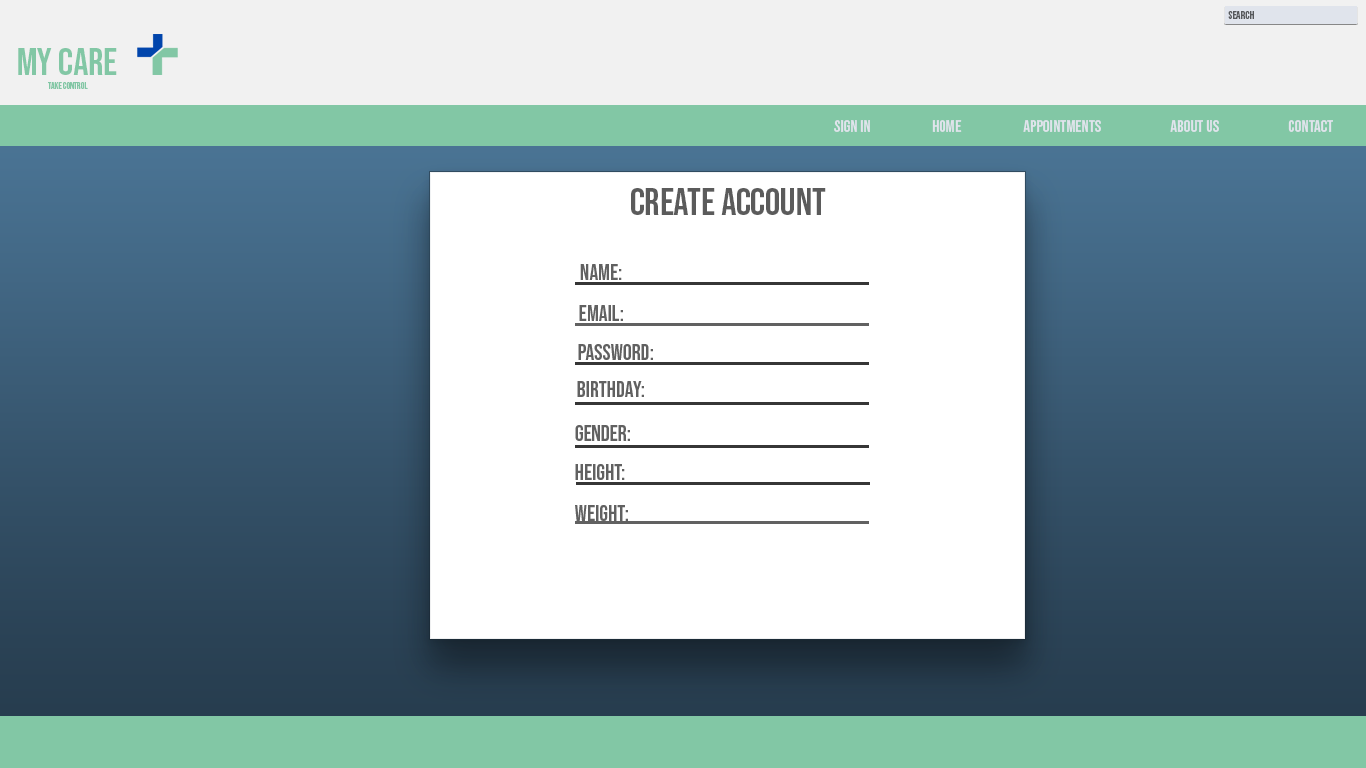 SEARCH
MY CARE
TAKE CONTROL
SIGN IN HOME APPOINTMENTS ABOUT US CONTACT
CREATE ACCOUNT
NAME:
EMAIL:
PASSWORD:
BIRTHDAY:
GENDER:
HEIGHT:
WEIGHT: